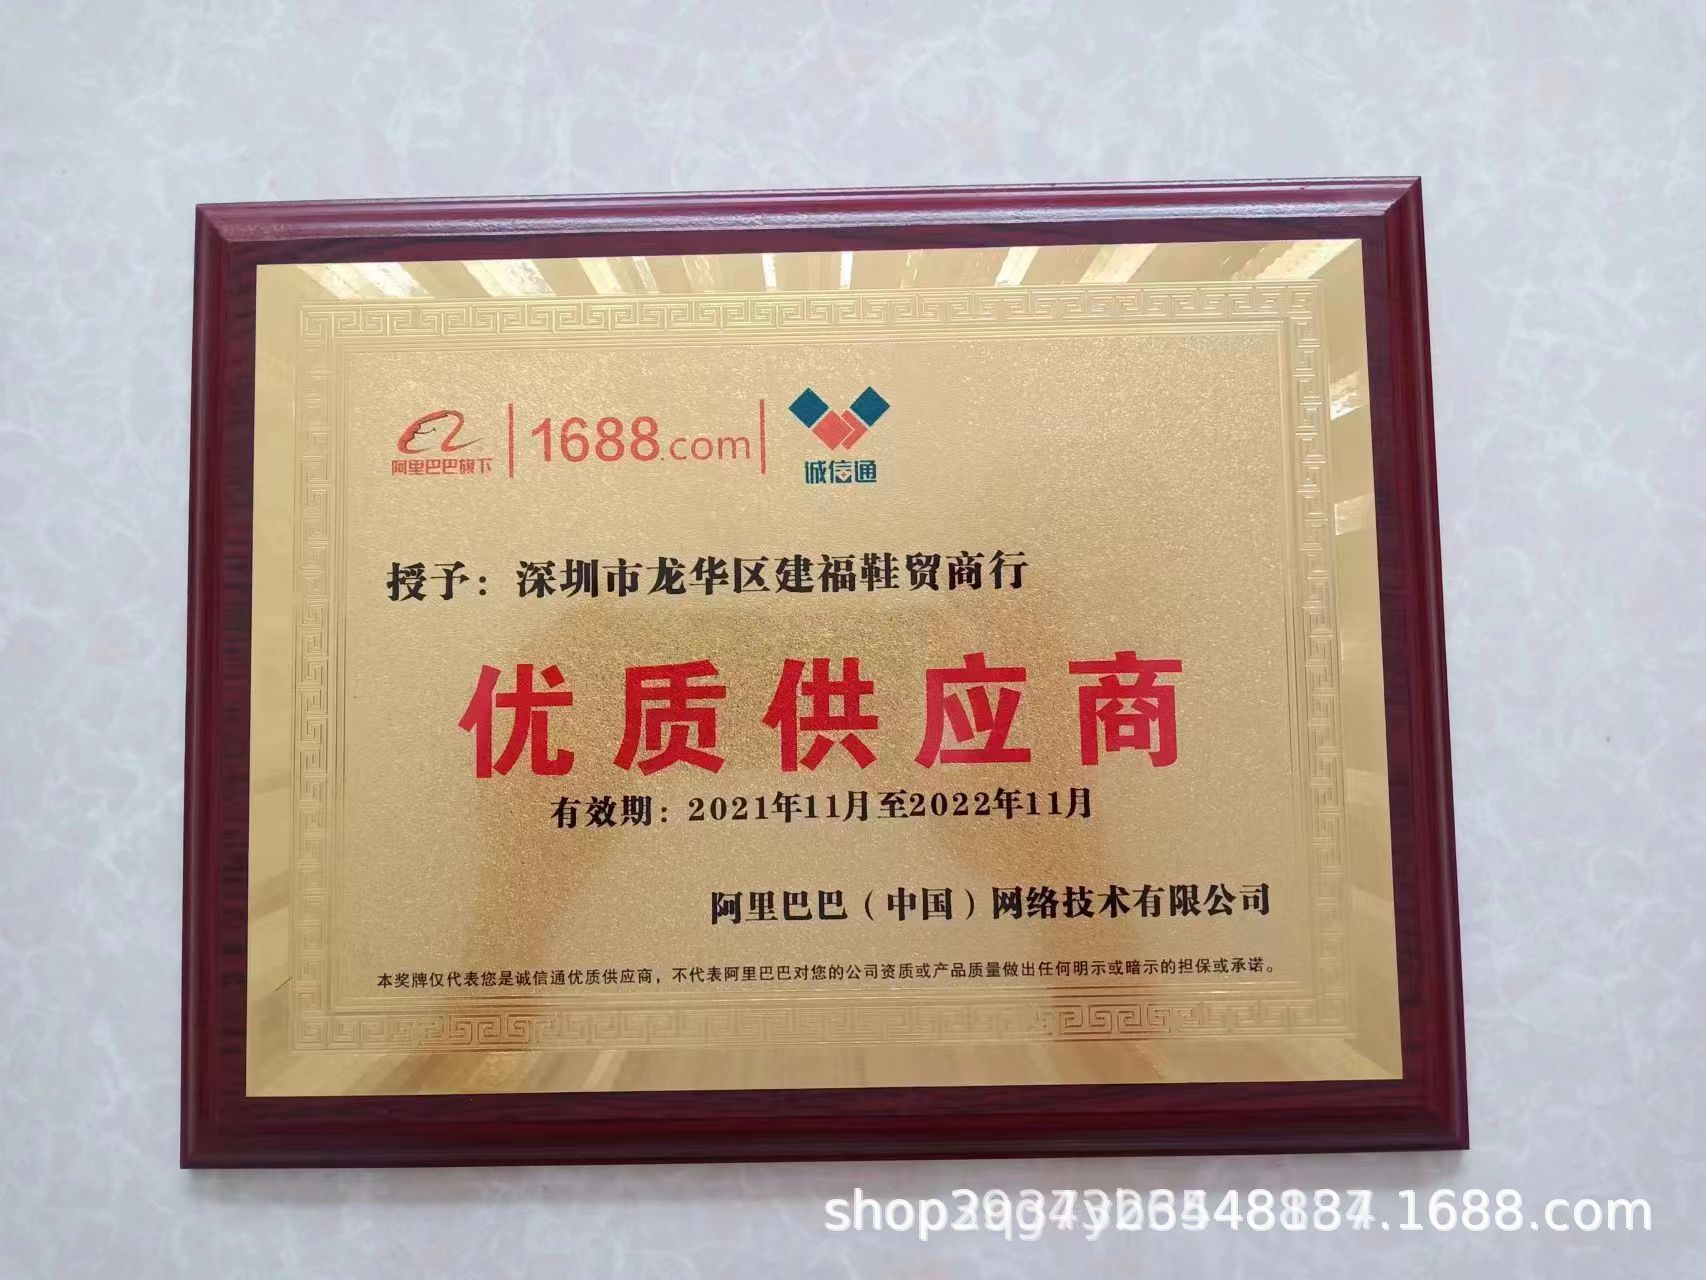 阿里巴巴旗下
1688.com
诚信通
授予：深圳市龙华区建福鞋贸商行
优质供应商
有效期：2021年11月至2022年11月
阿里巴巴（中国）网络技术有限公司
本奖牌仅代表您是诚信通优质供应商，不代表阿里巴巴对您的公司资质或产品质量做出任何明示或暗示的担保或承诺。
.1688.com